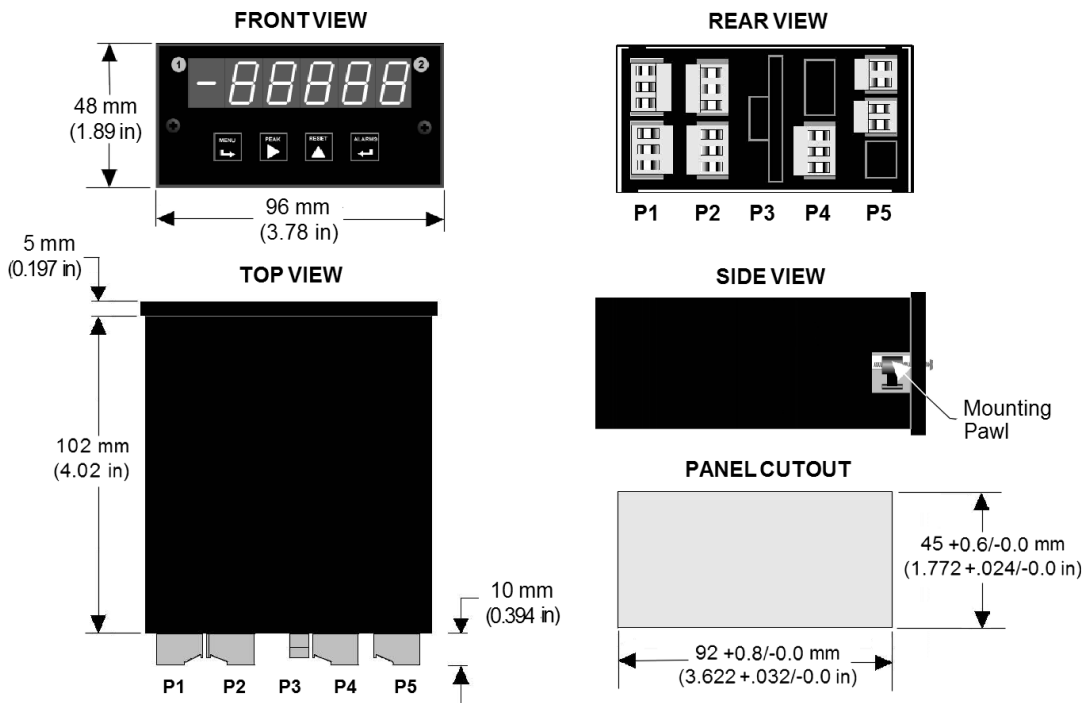 FRONT VIEW
1
2
-88888
MENU
PEAK
RESET
ALARMS
48 mm
(1.89 in)
96 mm
(3.78 in)
REAR VIEW
P1 P2 P3 P4 P5
5 mm
(0.197 in)
TOP VIEW
102 mm
(4.02 in)
10 mm
(0.394 in)
P1 P2 P3 P4 P5
SIDE VIEW
Mounting
Pawl
PANEL CUTOUT
45 +0.6/-0.0 mm
(1.772 +.024/-0.0 in)
92 +0.8/-0.0 mm
(3.622 +.032/-0.0 in)